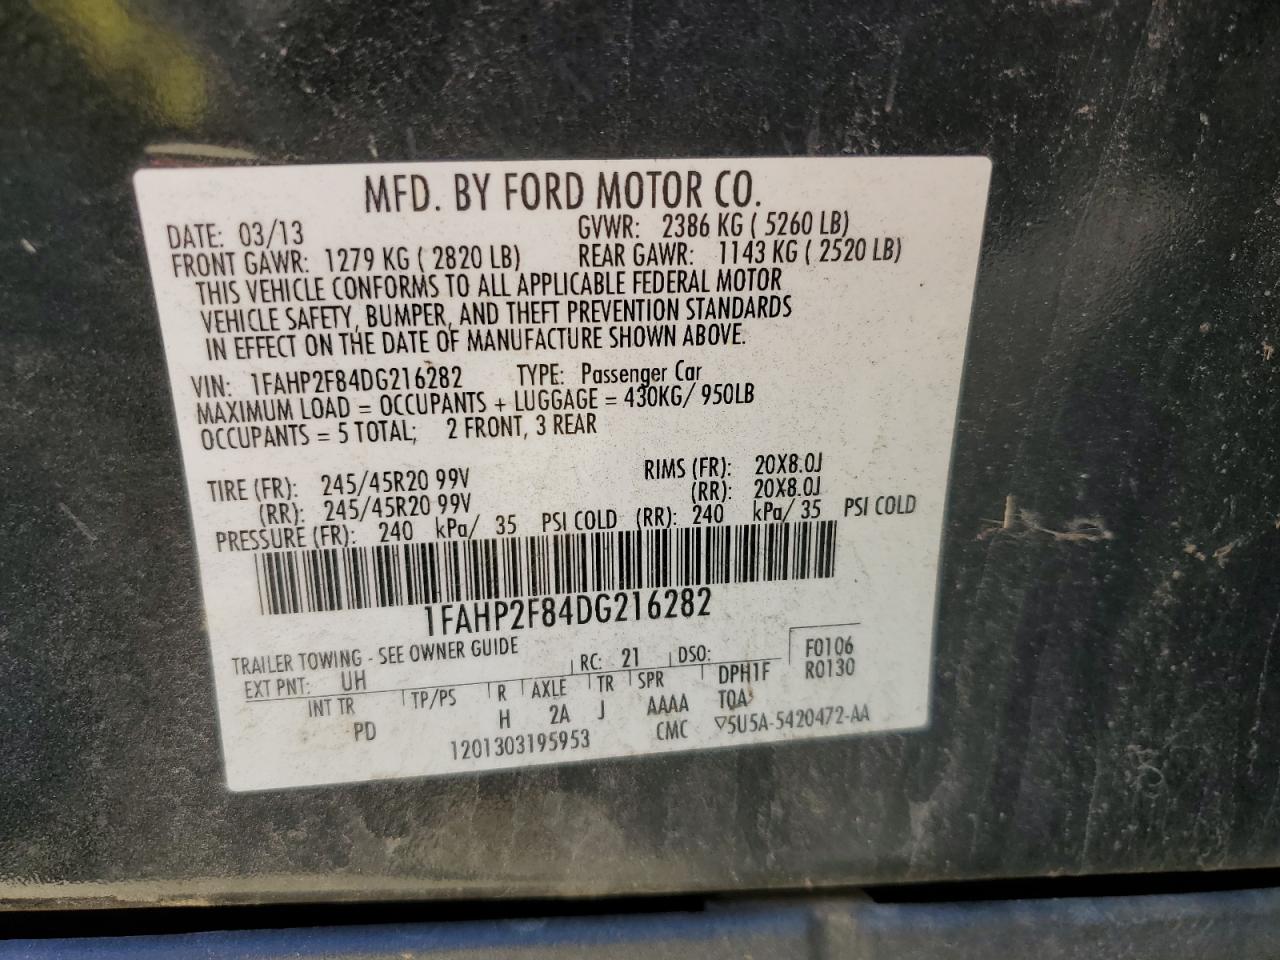 MFD. BY FORD MOTOR CO.
DATE: 03/13 GVWR: 2386 KG ( 5260 LB)
FRONT GAWR: 1279 KG ( 2820 LB) REAR GAWR: 1143 KG ( 2520 LB)
THIS VEHICLE CONFORMS TO ALL APPLICABLE FEDERAL MOTOR
VEHICLE SAFETY, BUMPER, AND THEFT PREVENTION STANDARDS
IN EFFECT ON THE DATE OF MANUFACTURE SHOWN ABOVE.
VIN: 1FAHP2F84DG216282 TYPE: Passenger Car
MAXIMUM LOAD = OCCUPANTS + LUGGAGE = 430KG/ 950LB
OCCUPANTS = 5 TOTAL; 2 FRONT, 3 REAR
TIRE (FR): 245/45R20 99V RIMS (FR): 20X8.0J
(RR): 245/45R20 99V (RR): 20X8.0J
PRESSURE (FR): 240 kPa/ 35 PSI COLD (RR): 240 kPa/ 35 PSI COLD
1FAHP2F84DG216282
TRAILER TOWING - SEE OWNER GUIDE F0106
EXT PNT: UH RC: 21 DSO: R0130
INT TR TP/PS R AXLE TR SPR DPH1F
PD H 2A J AAAA TOA
1201303195953 CMC ▽5U5A-5420472-AA